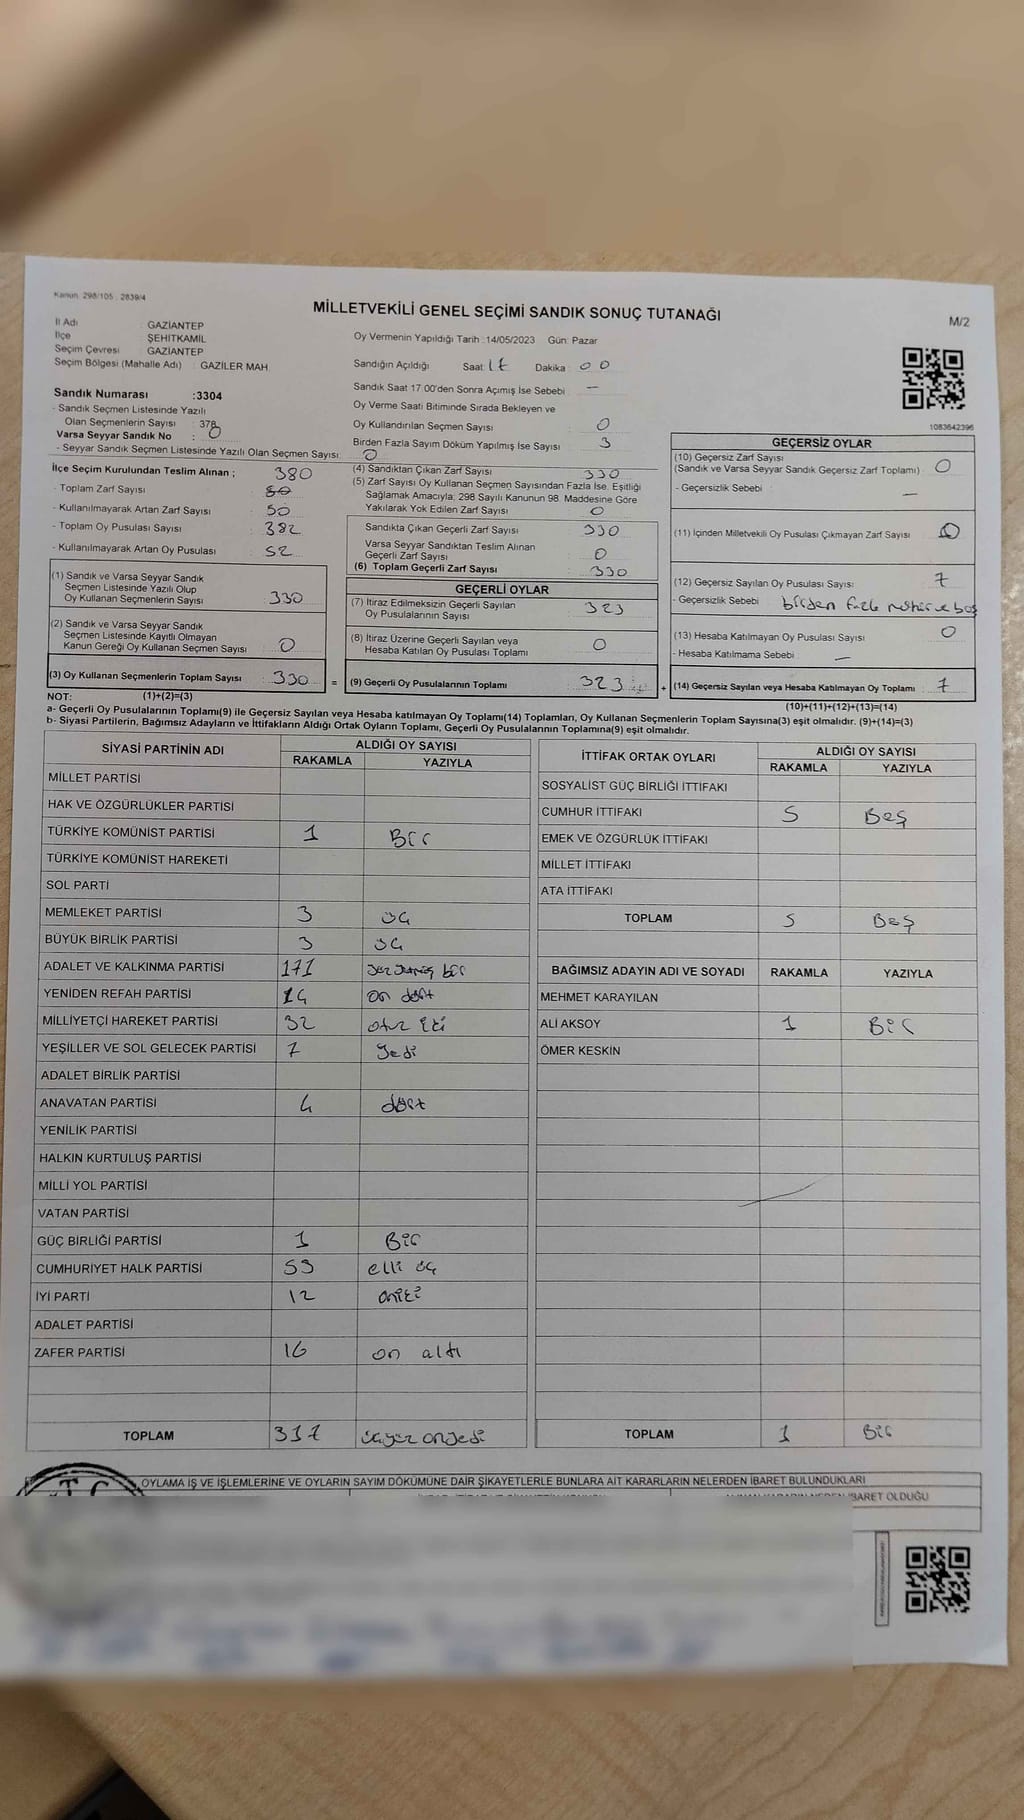 Kanun: 298/105 , 2839/4
MİLLETVEKİLİ GENEL SEÇİMİ SANDIK SONUÇ TUTANAĞI
M/2
İl Adı : GAZİANTEP
İlçe : ŞEHİTKAMİL
Seçim Çevresi : GAZİANTEP
Seçim Bölgesi (Mahalle Adı) : GAZİLER MAH.
Oy Vermenin Yapıldığı Tarih :14/05/2023 Gün: Pazar
Sandığın Açıldığı Saat: 17 Dakika : 00
Sandık Saat 17.00'den Sonra Açımış İse Sebebi : —
Oy Verme Saati Bitiminde Sırada Bekleyen ve
Oy Kullandırılan Seçmen Sayısı : 0
Birden Fazla Sayım Döküm Yapılmış İse Sayısı : 3
Sandık Numarası :3304
- Sandık Seçmen Listesinde Yazılı
Olan Seçmenlerin Sayısı : 378
Varsa Seyyar Sandık No : 0
- Seyyar Sandık Seçmen Listesinde Yazılı Olan Seçmen Sayısı: 0
1083642396
İlçe Seçim Kurulundan Teslim Alınan ; 380
- Toplam Zarf Sayısı : 50
- Kullanılmayarak Artan Zarf Sayısı : 50
- Toplam Oy Pusulası Sayısı : 382
- Kullanılmayarak Artan Oy Pusulası : 52
(1) Sandık ve Varsa Seyyar Sandık
Seçmen Listesinde Yazılı Olup
Oy Kullanan Seçmenlerin Sayısı : 330
(2) Sandık ve Varsa Seyyar Sandık
Seçmen Listesinde Kayıtlı Olmayan
Kanun Gereği Oy Kullanan Seçmen Sayısı : 0
(3) Oy Kullanan Seçmenlerin Toplam Sayısı : 330 =
(4) Sandıktan Çıkan Zarf Sayısı : 330
(5) Zarf Sayısı Oy Kullanan Seçmen Sayısından Fazla İse, Eşitliği
Sağlamak Amacıyla; 298 Sayılı Kanunun 98. Maddesine Göre
Yakılarak Yok Edilen Zarf Sayısı : 0
Sandıkta Çıkan Geçerli Zarf Sayısı : 330
Varsa Seyyar Sandıktan Teslim Alınan
Geçerli Zarf Sayısı : 0
(6) Toplam Geçerli Zarf Sayısı : 330
GEÇERLİ OYLAR
(7) İtiraz Edilmeksizin Geçerli Sayılan
Oy Pusulalarının Sayısı : 323
(8) İtiraz Üzerine Geçerli Sayılan veya
Hesaba Katılan Oy Pusulası Toplamı : 0
(9) Geçerli Oy Pusulalarının Toplamı : 323 +
GEÇERSİZ OYLAR
(10) Geçersiz Zarf Sayısı
(Sandık ve Varsa Seyyar Sandık Geçersiz Zarf Toplamı) : 0
- Geçersizlik Sebebi : —
(11) İçinden Milletvekili Oy Pusulası Çıkmayan Zarf Sayısı : 0
(12) Geçersiz Sayılan Oy Pusulası Sayısı: 7
- Geçersizlik Sebebi : birden fazla mühür ve boş
(13) Hesaba Katılmayan Oy Pusulası Sayısı : 0
- Hesaba Katılmama Sebebi : —
(14) Geçersiz Sayılan veya Hesaba Katılmayan Oy Toplamı : 7
NOT: (1)+(2)=(3)
(10)+(11)+(12)+(13)=(14)
a- Geçerli Oy Pusulalarının Toplamı(9) ile Geçersiz Sayılan veya Hesaba katılmayan Oy Toplamı(14) Toplamları, Oy Kullanan Seçmenlerin Toplam Sayısına(3) eşit olmalıdır. (9)+(14)=(3)
b- Siyasi Partilerin, Bağımsız Adayların ve İttifakların Aldığı Ortak Oyların Toplamı, Geçerli Oy Pusulalarının Toplamına(9) eşit olmalıdır.
SİYASİ PARTİNİN ADI ALDIĞI OY SAYISI
RAKAMLA YAZIYLA
MİLLET PARTİSİ
HAK VE ÖZGÜRLÜKLER PARTİSİ
TÜRKİYE KOMÜNİST PARTİSİ 1 Bir
TÜRKİYE KOMÜNİST HAREKETİ
SOL PARTİ
MEMLEKET PARTİSİ 3 üç
BÜYÜK BİRLİK PARTİSİ 3 üç
ADALET VE KALKINMA PARTİSİ 171 yüz yetmiş bir
YENİDEN REFAH PARTİSİ 14 on dört
MİLLİYETÇİ HAREKET PARTİSİ 32 otuz iki
YEŞİLLER VE SOL GELECEK PARTİSİ 7 yedi
ADALET BİRLİK PARTİSİ
ANAVATAN PARTİSİ 4 dört
YENİLİK PARTİSİ
HALKIN KURTULUŞ PARTİSİ
MİLLİ YOL PARTİSİ
VATAN PARTİSİ
GÜÇ BİRLİĞİ PARTİSİ 1 Bir
CUMHURİYET HALK PARTİSİ 53 elli üç
İYİ PARTİ 12 oniki
ADALET PARTİSİ
ZAFER PARTİSİ 16 on altı
TOPLAM 317 üçyüz onyedi
İTTİFAK ORTAK OYLARI ALDIĞI OY SAYISI
RAKAMLA YAZIYLA
SOSYALİST GÜÇ BİRLİĞİ İTTİFAKI
CUMHUR İTTİFAKI 5 Beş
EMEK VE ÖZGÜRLÜK İTTİFAKI
MİLLET İTTİFAKI
ATA İTTİFAKI
TOPLAM 5 Beş
BAĞIMSIZ ADAYIN ADI VE SOYADI RAKAMLA YAZIYLA
MEHMET KARAYILAN
ALİ AKSOY 1 Bir
ÖMER KESKİN
TOPLAM 1 Bir
T.C.
OYLAMA İŞ VE İŞLEMLERİNE VE OYLARIN SAYIM DÖKÜMÜNE DAİR ŞİKAYETLERLE BUNLARA AİT KARARLARIN NELERDEN İBARET BULUNDUKLARI
İBARET OLDUĞU